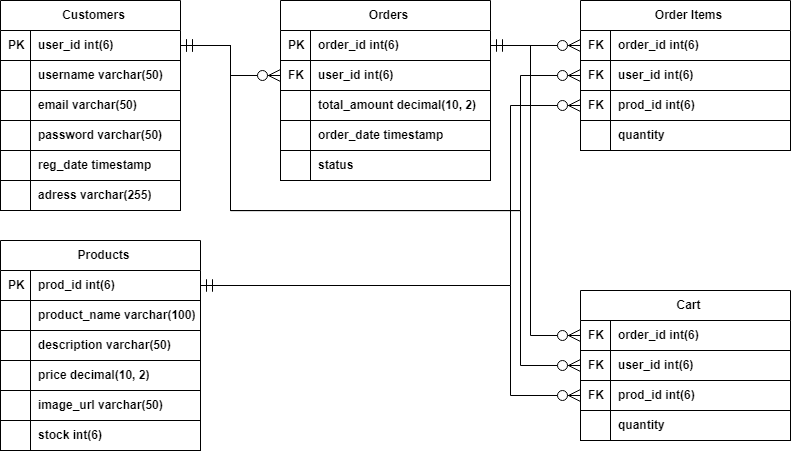 Customers
PK user_id int(6)
username varchar(50)
email varchar(50)
password varchar(50)
reg_date timestamp
adress varchar(255)
Orders
PK order_id int(6)
FK user_id int(6)
total_amount decimal(10, 2)
order_date timestamp
status
Order Items
FK order_id int(6)
FK user_id int(6)
FK prod_id int(6)
quantity
Products
PK prod_id int(6)
product_name varchar(100)
description varchar(50)
price decimal(10, 2)
image_url varchar(50)
stock int(6)
Cart
FK order_id int(6)
FK user_id int(6)
FK prod_id int(6)
quantity